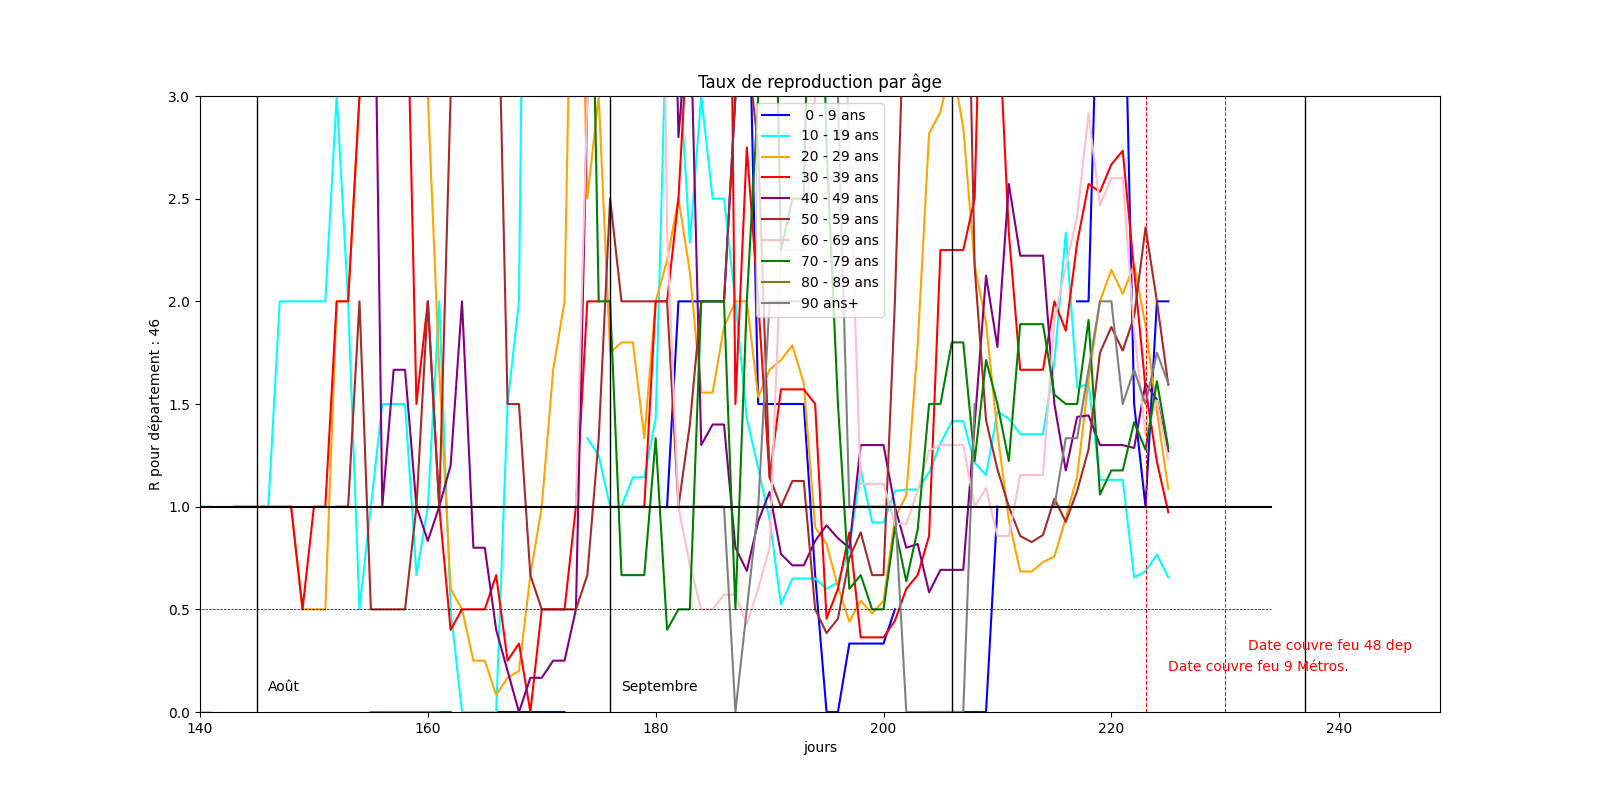 Taux de reproduction par âge
3.0
2.5
2.0
1.5
1.0
0.5
0.0
R pour département : 46
0 - 9 ans
10 - 19 ans
20 - 29 ans
30 - 39 ans
40 - 49 ans
50 - 59 ans
60 - 69 ans
70 - 79 ans
80 - 89 ans
90 ans+
Date couvre feu 48 dep
Date couvre feu 9 Métros.
Août
Septembre
140
160
180
200
220
240
jours